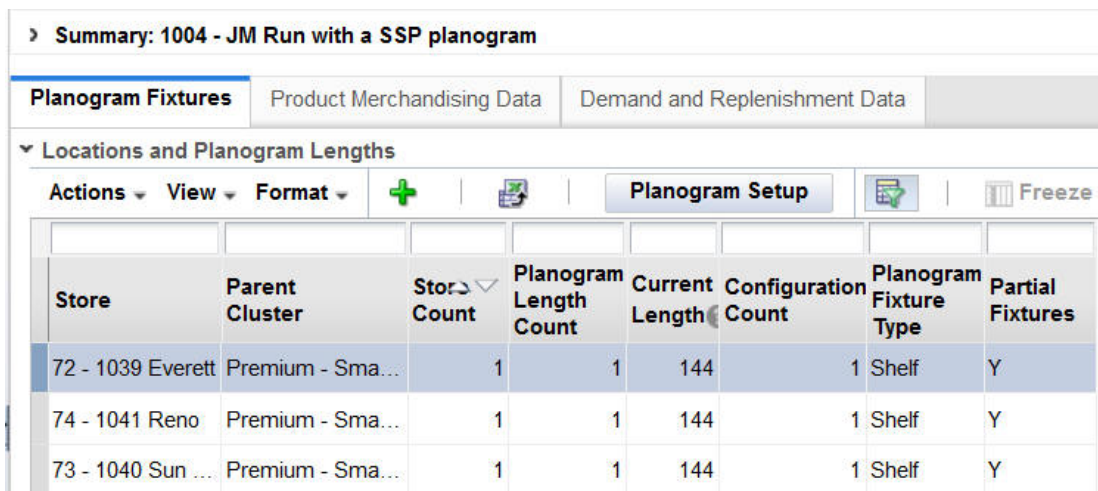 Summary: 1004 - JM Run with a SSP planogram
Planogram Fixtures Product Merchandising Data Demand and Replenishment Data
Locations and Planogram Lengths
Actions View Format Planogram Setup Freeze
Store Parent Cluster Store Count Planogram Length Count Current Length Configuration Count Planogram Fixture Type Partial Fixtures
72 - 1039 Everett Premium - Sma... 1 1 144 1 Shelf Y
74 - 1041 Reno Premium - Sma... 1 1 144 1 Shelf Y
73 - 1040 Sun ... Premium - Sma... 1 1 144 1 Shelf Y